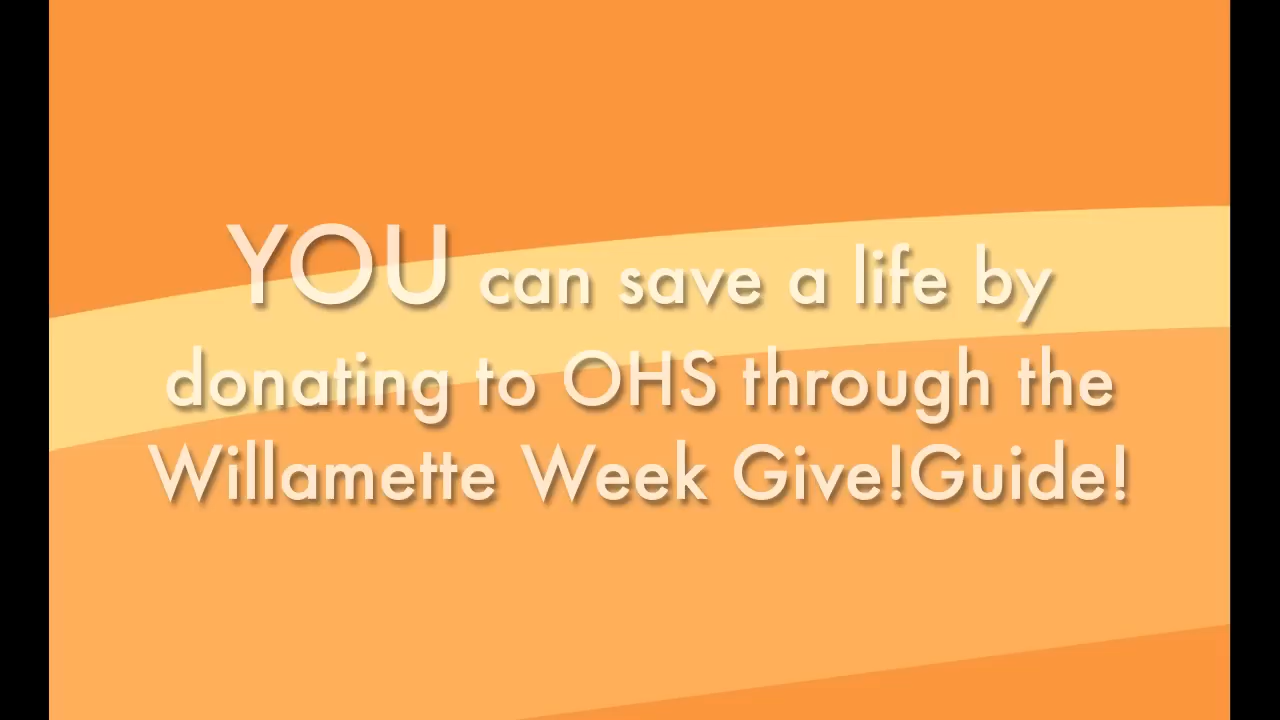 YOU can save a life by
donating to OHS through the
Willamette Week Give!Guide!